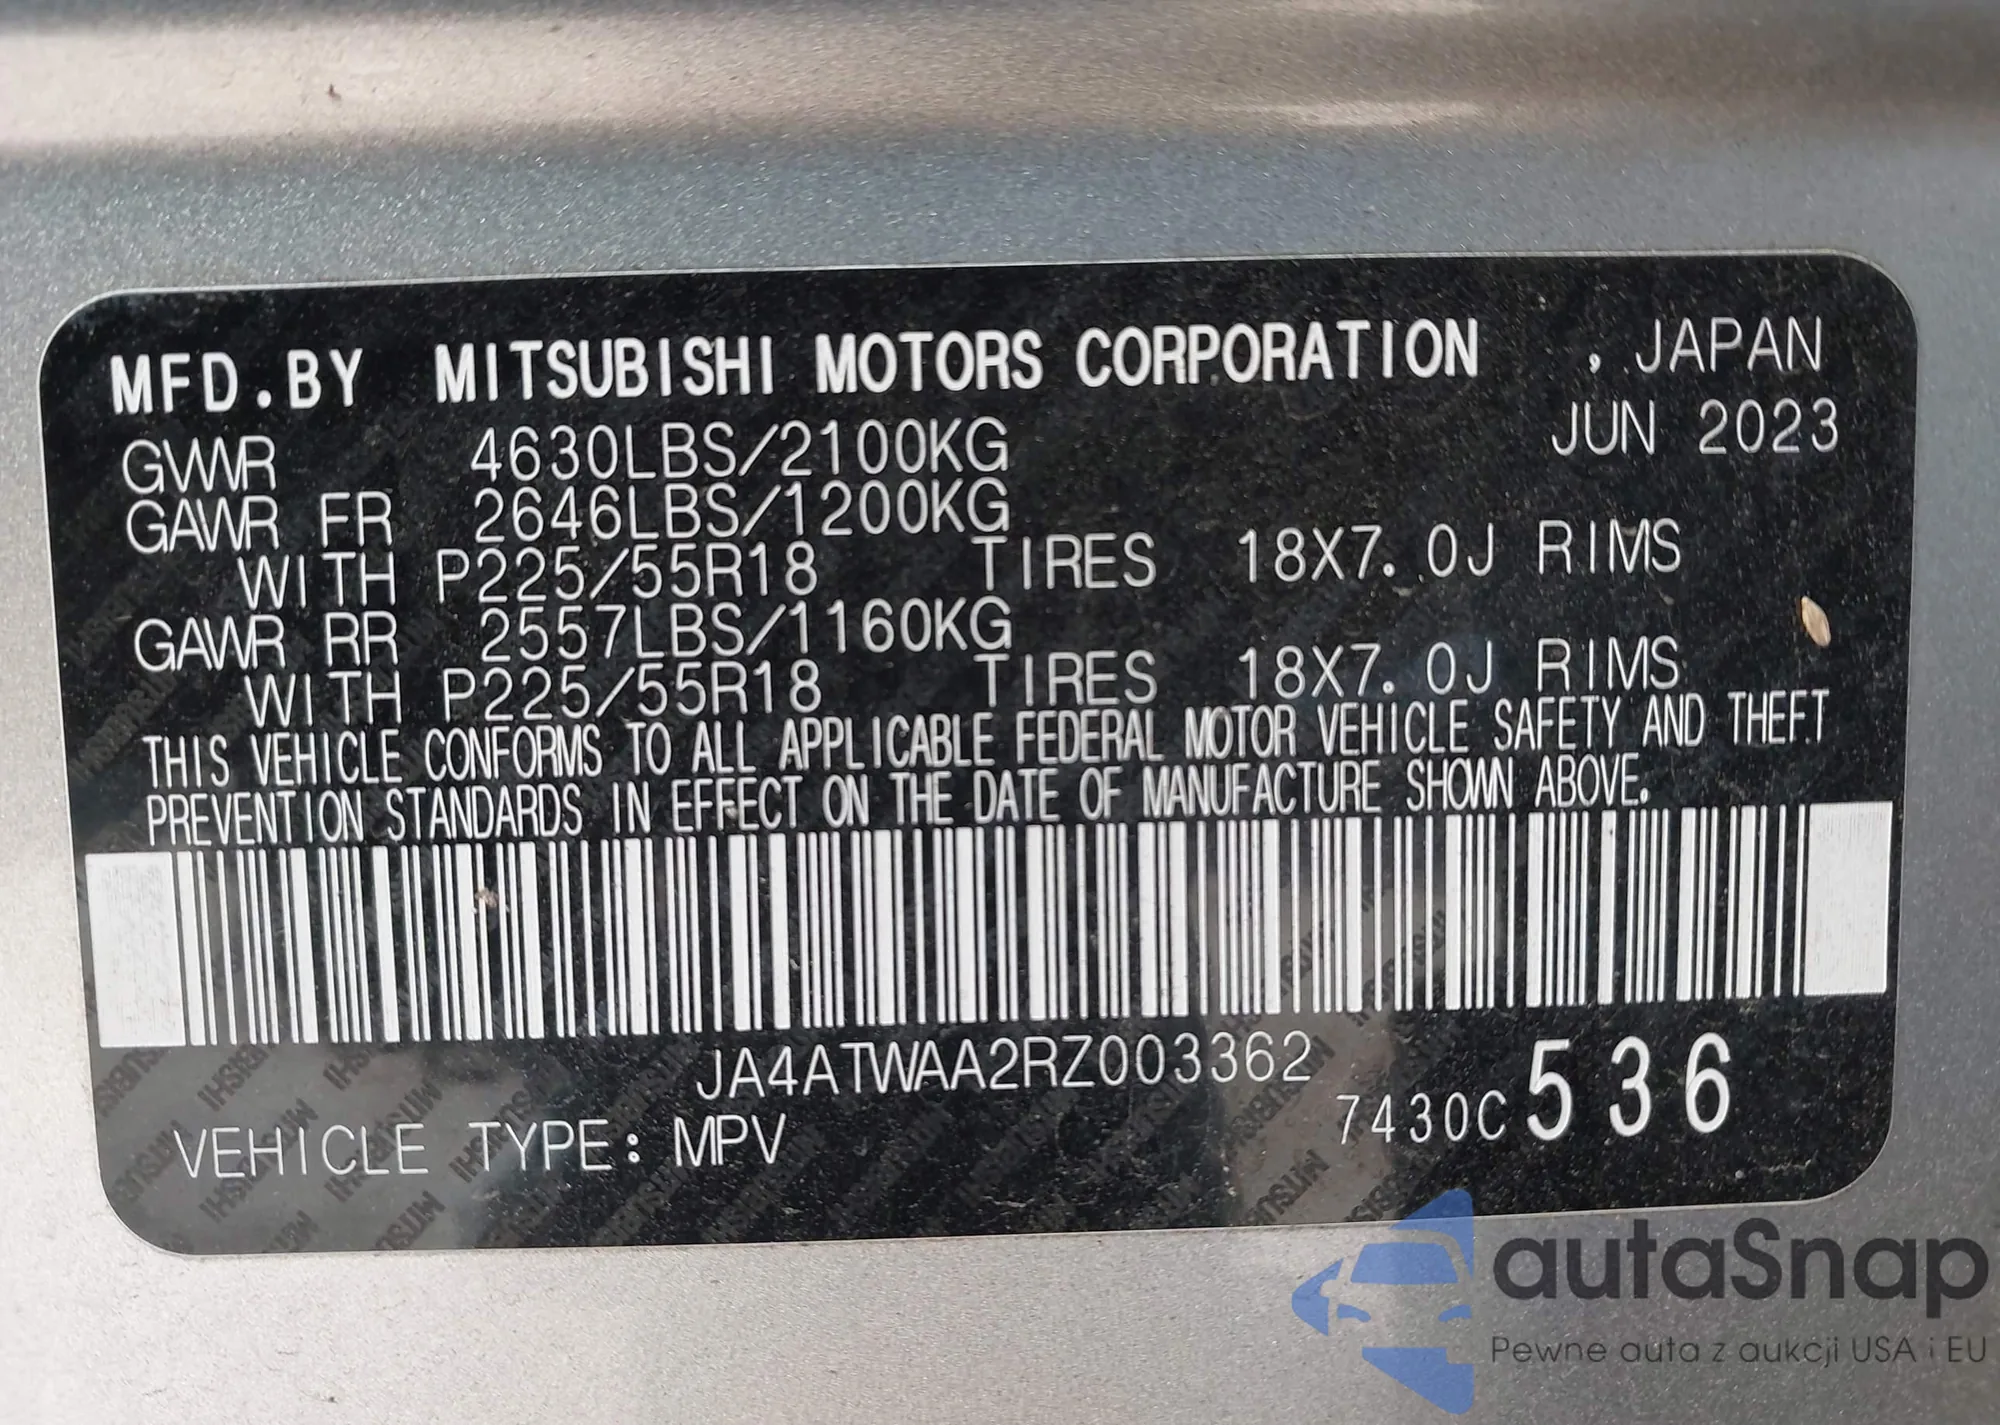 MFD.BY MITSUBISHI MOTORS CORPORATION , JAPAN
GVWR 4630LBS/2100KG JUN 2023
GAWR FR 2646LBS/1200KG
WITH P225/55R18 TIRES 18X7.0J RIMS
GAWR RR 2557LBS/1160KG
WITH P225/55R18 TIRES 18X7.0J RIMS
THIS VEHICLE CONFORMS TO ALL APPLICABLE FEDERAL MOTOR VEHICLE SAFETY AND THEFT
PREVENTION STANDARDS IN EFFECT ON THE DATE OF MANUFACTURE SHOWN ABOVE.
JA4ATWAA2RZ003362
VEHICLE TYPE: MPV 7430C 536
autaSnap
Pewne auta z aukcji USA i EU